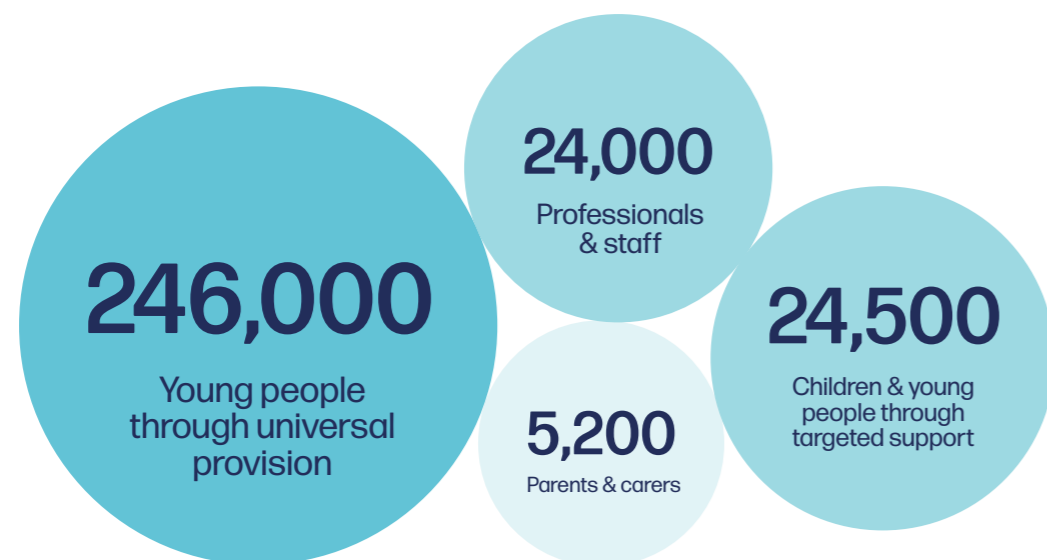 246,000
Young people
through universal
provision
24,000
Professionals
& staff
5,200
Parents & carers
24,500
Children & young
people through
targeted support